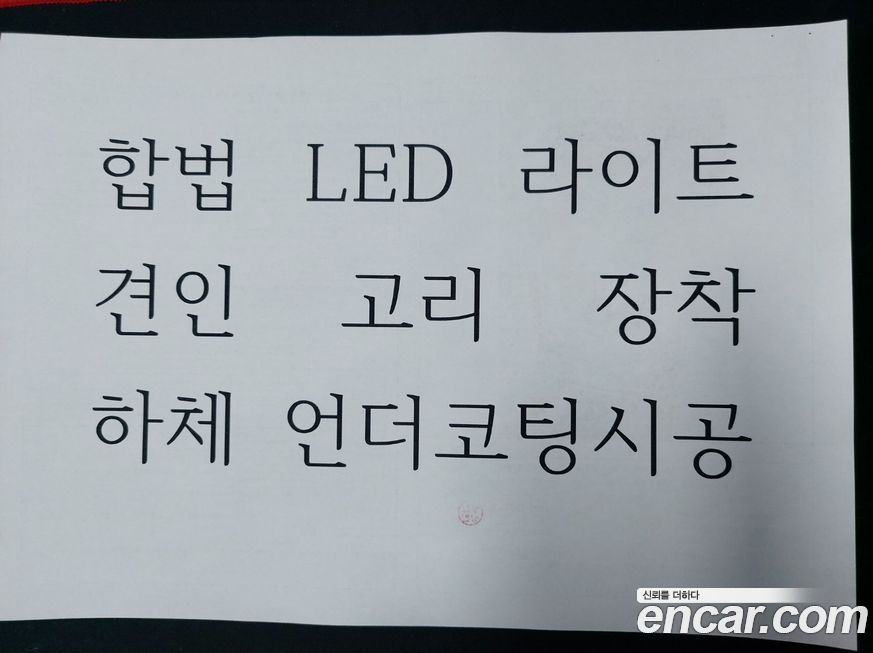 합법 LED 라이트
견인 고리 장착
하체 언더코팅시공
신뢰를 더하다
encar.com